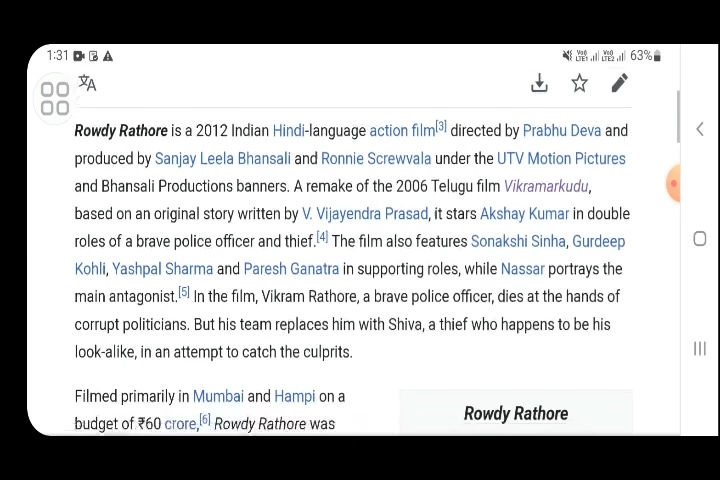 1:31
Vo) LTE1 Vo) LTE2 63%
Rowdy Rathore is a 2012 Indian Hindi-language action film[3] directed by Prabhu Deva and
produced by Sanjay Leela Bhansali and Ronnie Screwvala under the UTV Motion Pictures
and Bhansali Productions banners. A remake of the 2006 Telugu film Vikramarkudu,
based on an original story written by V. Vijayendra Prasad, it stars Akshay Kumar in double
roles of a brave police officer and thief.[4] The film also features Sonakshi Sinha, Gurdeep
Kohli, Yashpal Sharma and Paresh Ganatra in supporting roles, while Nassar portrays the
main antagonist.[5] In the film, Vikram Rathore, a brave police officer, dies at the hands of
corrupt politicians. But his team replaces him with Shiva, a thief who happens to be his
look-alike, in an attempt to catch the culprits.
Filmed primarily in Mumbai and Hampi on a
budget of ₹60 crore,[6] Rowdy Rathore was
Rowdy Rathore